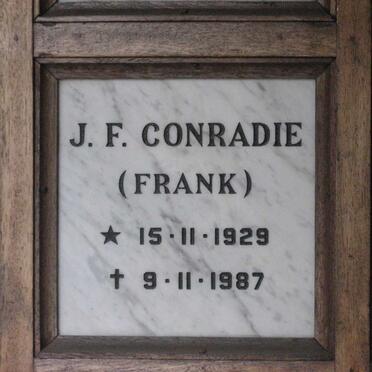 J. F. CONRADIE
(FRANK)
★ 15·11·1929
✝ 9·11·1987